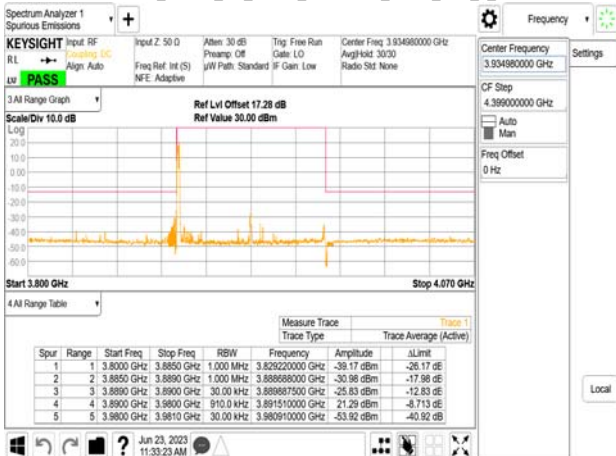 Spectrum Analyzer 1
Spurious Emissions
Frequency
KEYSIGHT Input: RF Input Z: 50 Ω Atten: 30 dB Trig: Free Run Center Freq: 3.934980000 GHz
RL Coupling: DC Preamp: Off Gate: LO Avg|Hold: 30/30
Align: Auto Freq Ref: Int (S) µW Path: Standard IF Gain: Low Radio Std: None
LV PASS NFE: Adaptive
Center Frequency
3.934980000 GHz
Settings
CF Step
4.399000000 GHz
Auto
Man
Freq Offset
0 Hz
3 All Range Graph
Ref Lvl Offset 17.28 dB
Scale/Div 10.0 dB Ref Value 30.00 dBm
Log
20.0
10.0
0.00
-10.0
-20.0
-30.0
-40.0
-50.0
-60.0
Start 3.800 GHz Stop 4.070 GHz
4 All Range Table
Measure Trace Trace 1
Trace Type Trace Average (Active)
Spur Range Start Freq Stop Freq RBW Frequency Amplitude ∆Limit
1 1 3.8000 GHz 3.8850 GHz 1.000 MHz 3.829220000 GHz -39.17 dBm -26.17 dB
2 2 3.8850 GHz 3.8890 GHz 1.000 MHz 3.888688000 GHz -30.98 dBm -17.98 dB
3 3 3.8890 GHz 3.8900 GHz 30.00 kHz 3.889887500 GHz -25.83 dBm -12.83 dB
4 4 3.8900 GHz 3.9800 GHz 910.0 kHz 3.891510000 GHz 21.29 dBm -8.713 dB
5 5 3.9800 GHz 3.9810 GHz 30.00 kHz 3.980910000 GHz -53.92 dBm -40.92 dB
Local
? Jun 23, 2023
11:33:23 AM